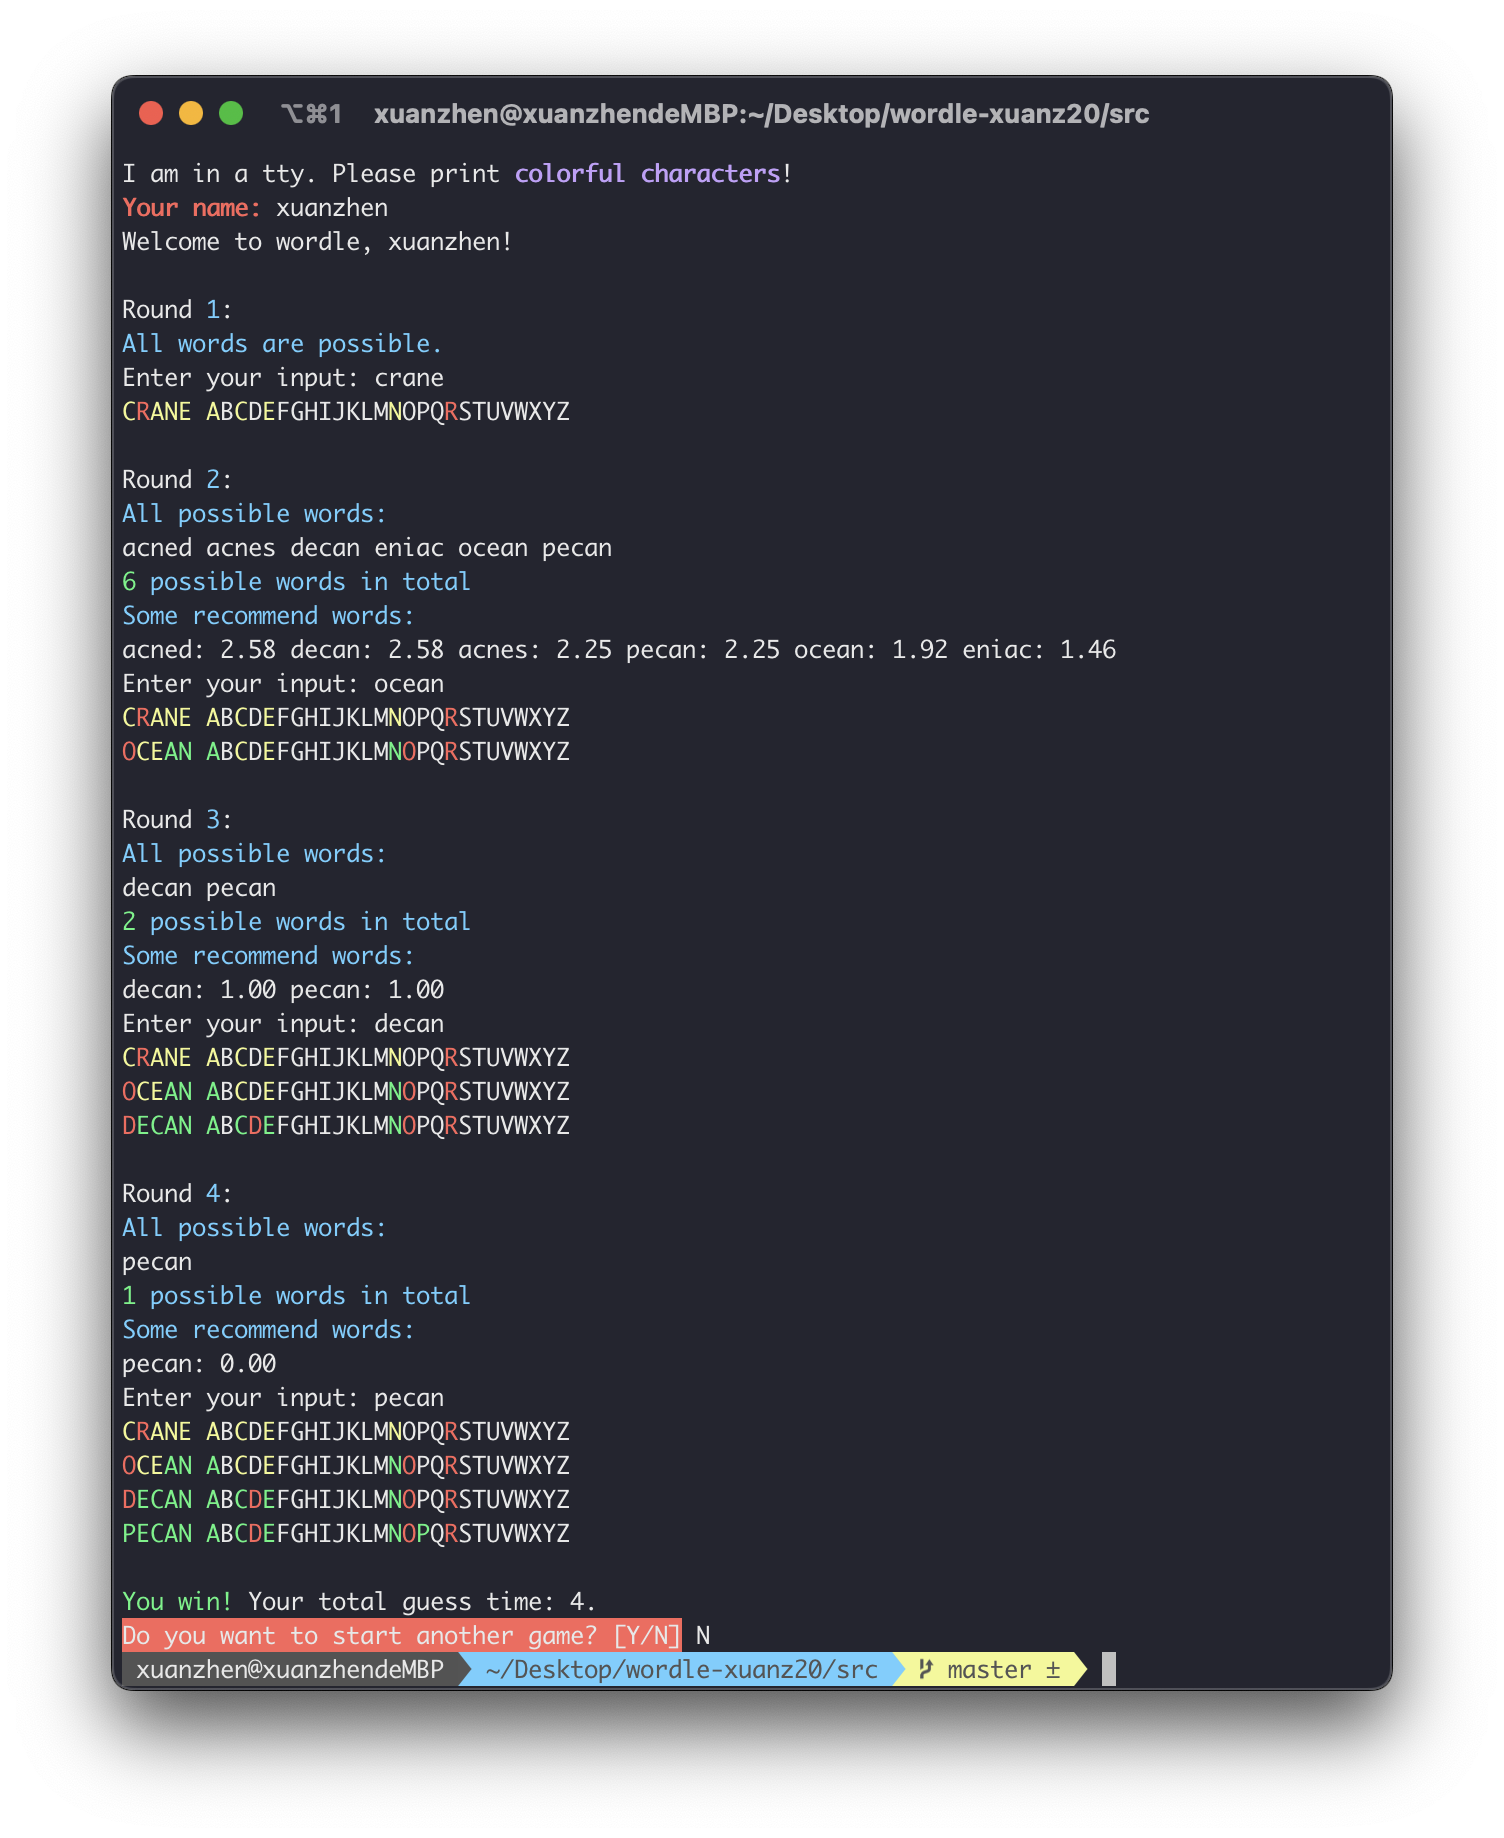 ⌥⌘1 xuanzhen@xuanzhendeMBP:~/Desktop/wordle-xuanz20/src
I am in a tty. Please print colorful characters!
Your name: xuanzhen
Welcome to wordle, xuanzhen!
Round 1:
All words are possible.
Enter your input: crane
CRANE ABCDEFGHIJKLMNOPQRSTUVWXYZ
Round 2:
All possible words:
acned acnes decan eniac ocean pecan
6 possible words in total
Some recommend words:
acned: 2.58 decan: 2.58 acnes: 2.25 pecan: 2.25 ocean: 1.92 eniac: 1.46
Enter your input: ocean
CRANE ABCDEFGHIJKLMNOPQRSTUVWXYZ
OCEAN ABCDEFGHIJKLMNOPQRSTUVWXYZ
Round 3:
All possible words:
decan pecan
2 possible words in total
Some recommend words:
decan: 1.00 pecan: 1.00
Enter your input: decan
CRANE ABCDEFGHIJKLMNOPQRSTUVWXYZ
OCEAN ABCDEFGHIJKLMNOPQRSTUVWXYZ
DECAN ABCDEFGHIJKLMNOPQRSTUVWXYZ
Round 4:
All possible words:
pecan
1 possible words in total
Some recommend words:
pecan: 0.00
Enter your input: pecan
CRANE ABCDEFGHIJKLMNOPQRSTUVWXYZ
OCEAN ABCDEFGHIJKLMNOPQRSTUVWXYZ
DECAN ABCDEFGHIJKLMNOPQRSTUVWXYZ
PECAN ABCDEFGHIJKLMNOPQRSTUVWXYZ
You win! Your total guess time: 4.
Do you want to start another game? [Y/N] N
xuanzhen@xuanzhendeMBP ~/Desktop/wordle-xuanz20/src master ±